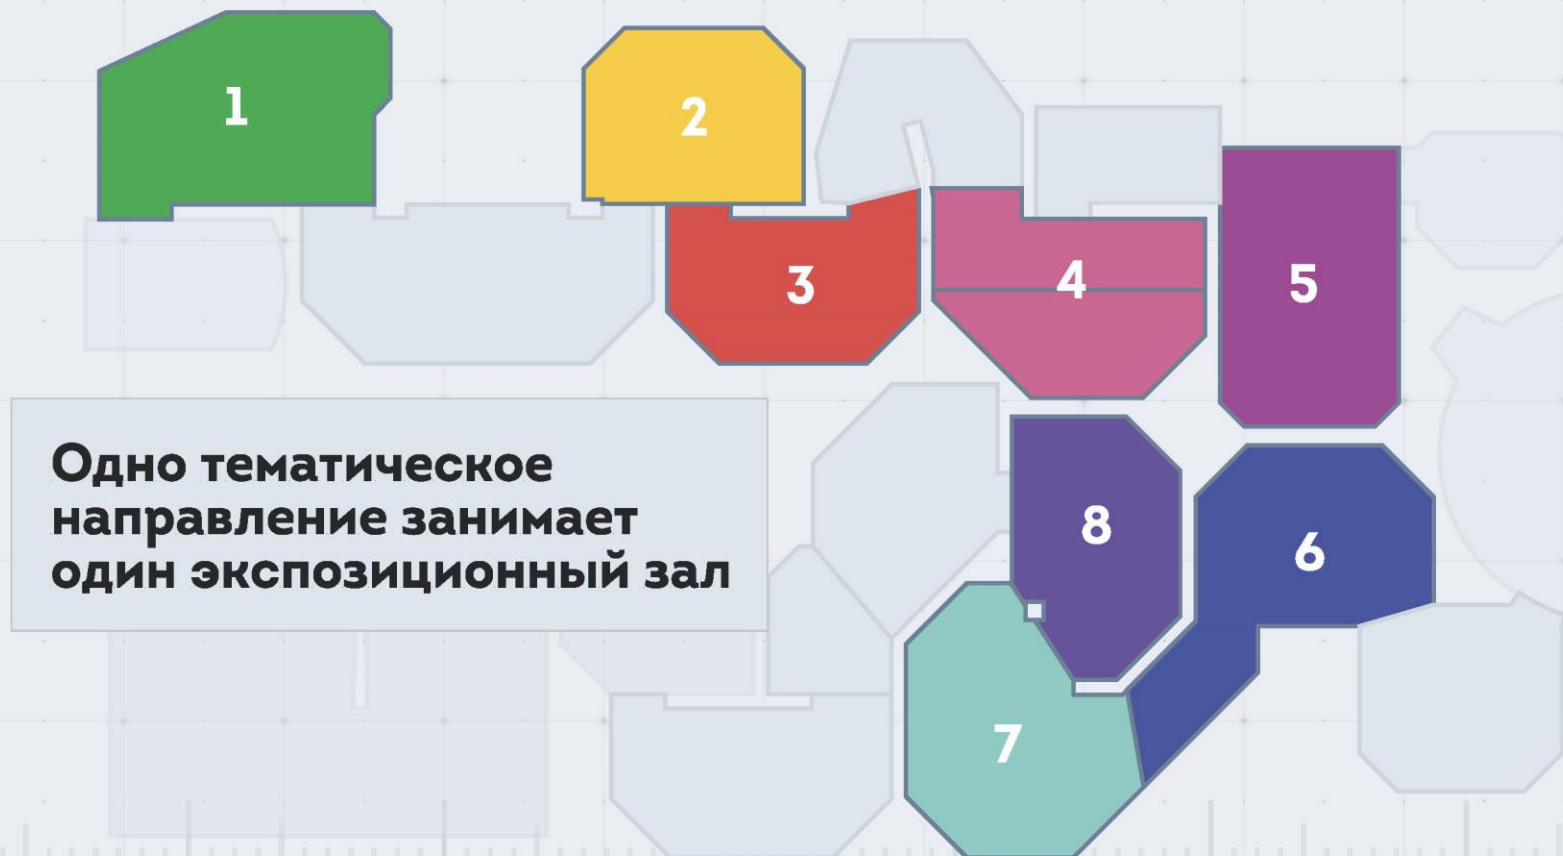 1
2
3
4
5
Одно тематическое
направление занимает
один экспозиционный зал
8
6
7